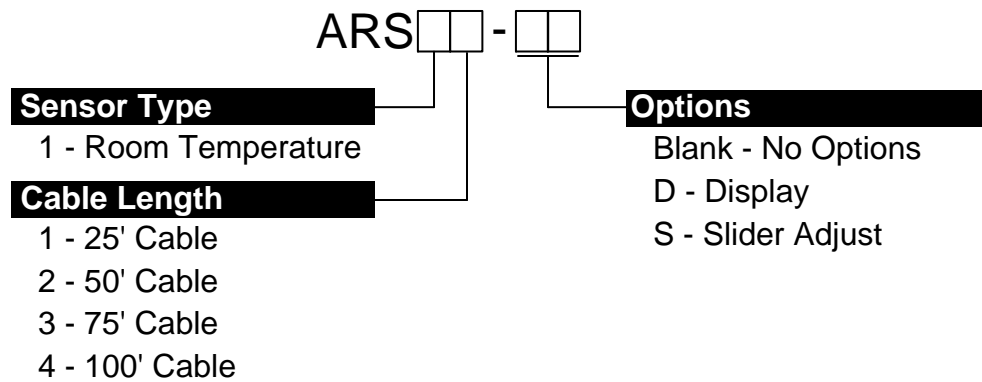 ARS -
Sensor Type
1 - Room Temperature
Cable Length
1 - 25' Cable
2 - 50' Cable
3 - 75' Cable
4 - 100' Cable
Options
Blank - No Options
D - Display
S - Slider Adjust